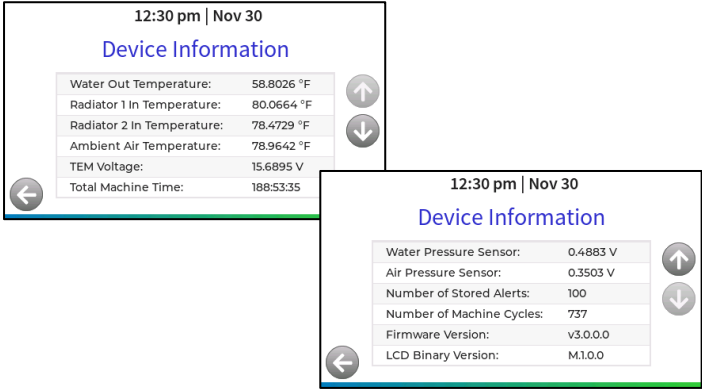 12:30 pm | Nov 30
Device Information
Water Out Temperature: 58.8026 °F
Radiator 1 In Temperature: 80.0664 °F
Radiator 2 In Temperature: 78.4729 °F
Ambient Air Temperature: 78.9642 °F
TEM Voltage: 15.6895 V
Total Machine Time: 188:53:35
12:30 pm | Nov 30
Device Information
Water Pressure Sensor: 0.4883 V
Air Pressure Sensor: 0.3503 V
Number of Stored Alerts: 100
Number of Machine Cycles: 737
Firmware Version: v3.0.0.0
LCD Binary Version: M.1.0.0